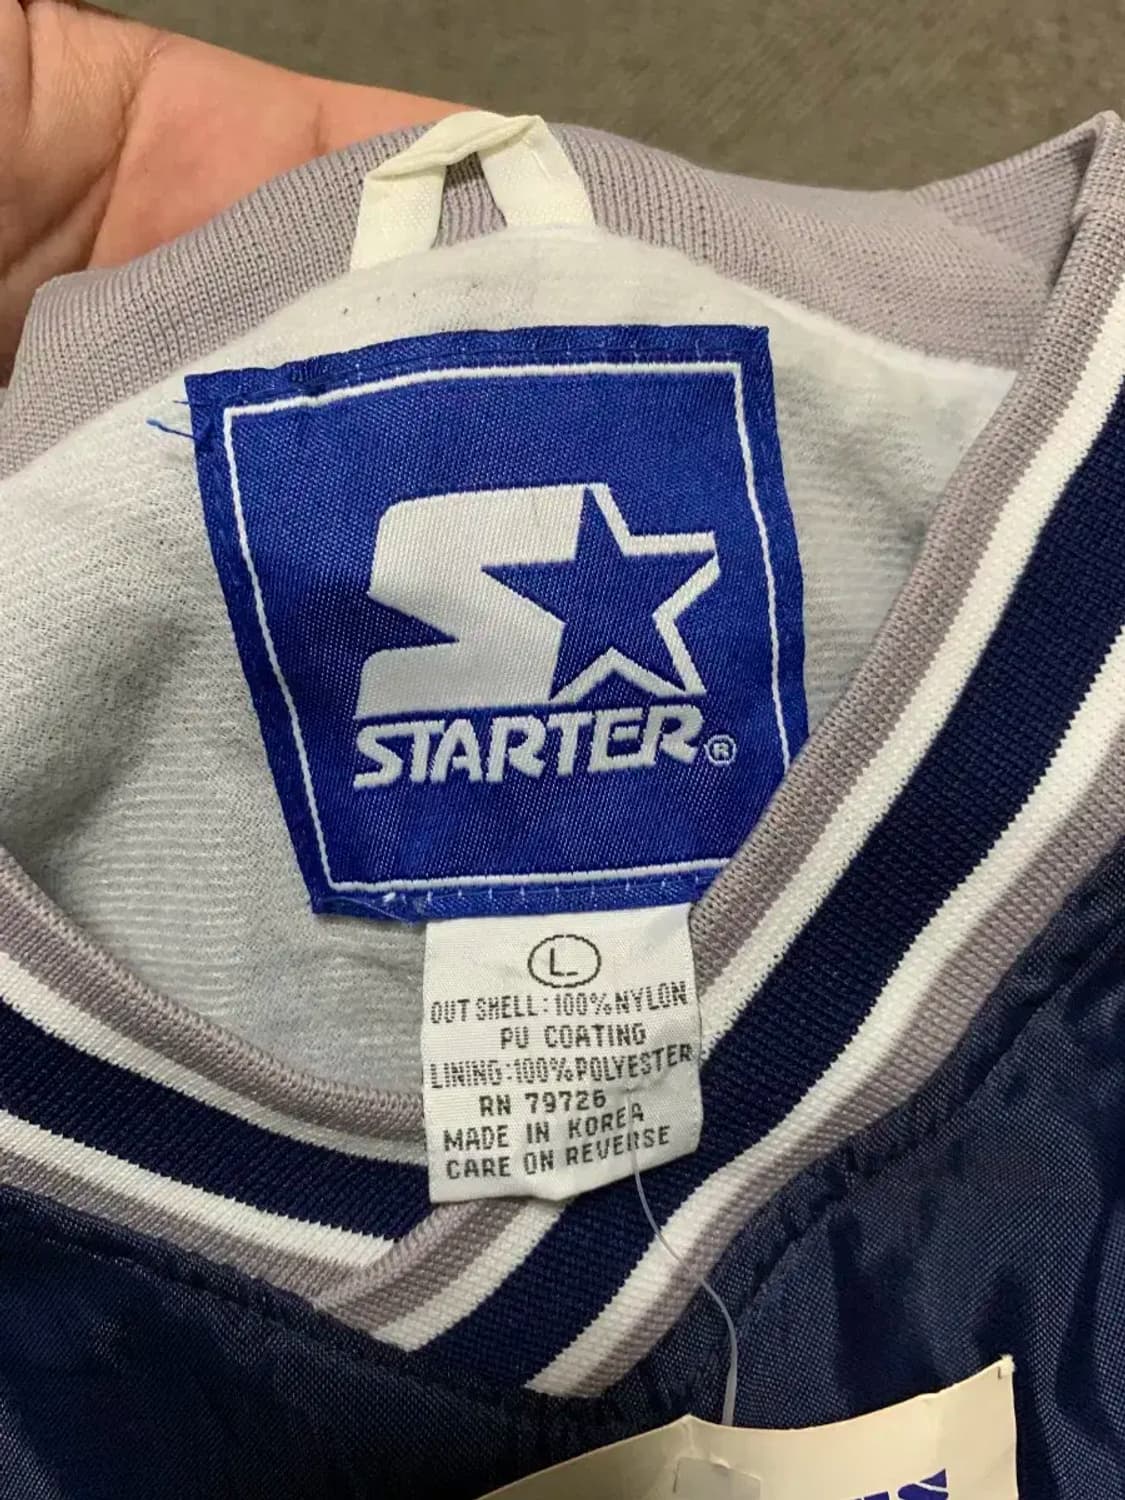 STARTER®
L
OUT SHELL:100%NYLON
PU COATING
LINING:100%POLYESTER
RN 79726
MADE IN KOREA
CARE ON REVERSE